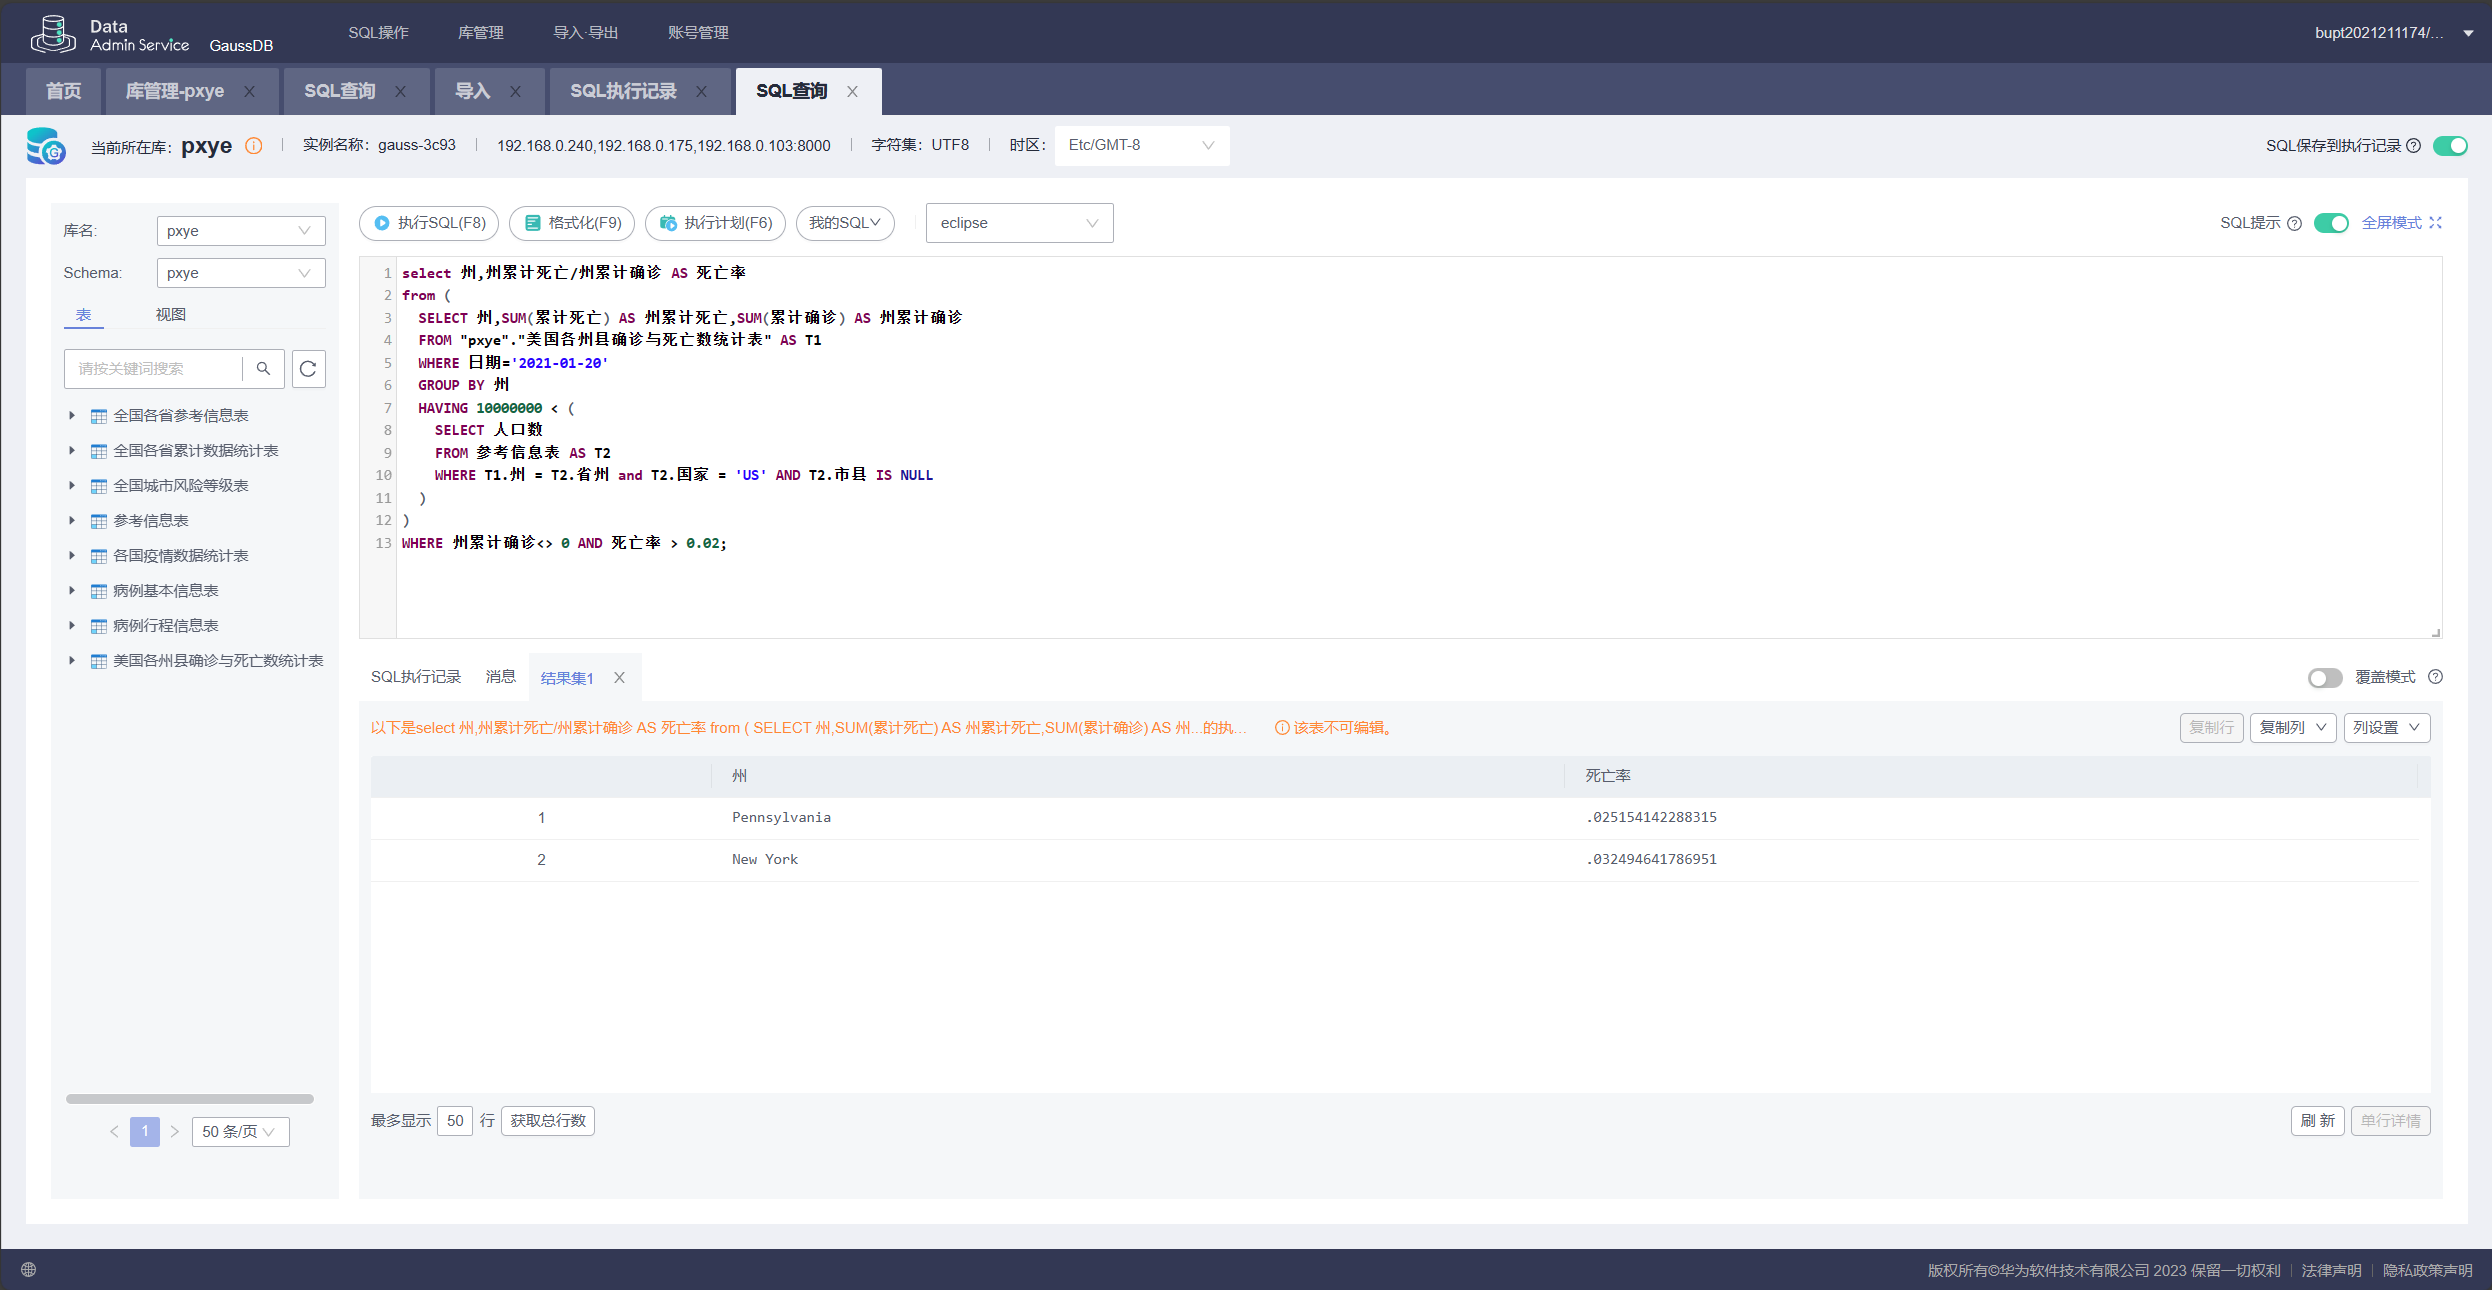 Data
Admin Service GaussDB SQL操作 库管理 导入·导出 账号管理 bupt2021211174/...
首页 库管理-pxye X SQL查询 X 导入 X SQL执行记录 X SQL查询 X
当前所在库: pxye 实例名称: gauss-3c93 192.168.0.240,192.168.0.175,192.168.0.103:8000 字符集: UTF8 时区: Etc/GMT-8 SQL保存到执行记录
库名: pxye
Schema: pxye
表 视图
请按关键词搜索
全国各省参考信息表
全国各省累计数据统计表
全国城市风险等级表
参考信息表
各国疫情数据统计表
病例基本信息表
病例行程信息表
美国各州县确诊与死亡数统计表
1 50 条/页
执行SQL(F8) 格式化(F9) 执行计划(F6) 我的SQL eclipse SQL提示 全屏模式
1 select 州,州累计死亡/州累计确诊 AS 死亡率
2 from (
3 SELECT 州,SUM(累计死亡) AS 州累计死亡,SUM(累计确诊) AS 州累计确诊
4 FROM "pxye"."美国各州县确诊与死亡数统计表" AS T1
5 WHERE 日期='2021-01-20'
6 GROUP BY 州
7 HAVING 10000000 < (
8 SELECT 人口数
9 FROM 参考信息表 AS T2
10 WHERE T1.州 = T2.省州 and T2.国家 = 'US' AND T2.市县 IS NULL
11 )
12 )
13 WHERE 州累计确诊<> 0 AND 死亡率 > 0.02;
SQL执行记录 消息 结果集1 X 覆盖模式
以下是select 州,州累计死亡/州累计确诊 AS 死亡率 from ( SELECT 州,SUM(累计死亡) AS 州累计死亡,SUM(累计确诊) AS 州...的执... 该表不可编辑。 复制行 复制列 列设置
州 死亡率
1 Pennsylvania .025154142288315
2 New York .032494641786951
最多显示 50 行 获取总行数 刷 新 单行详情
版权所有©华为软件技术有限公司 2023 保留一切权利 法律声明 隐私政策声明